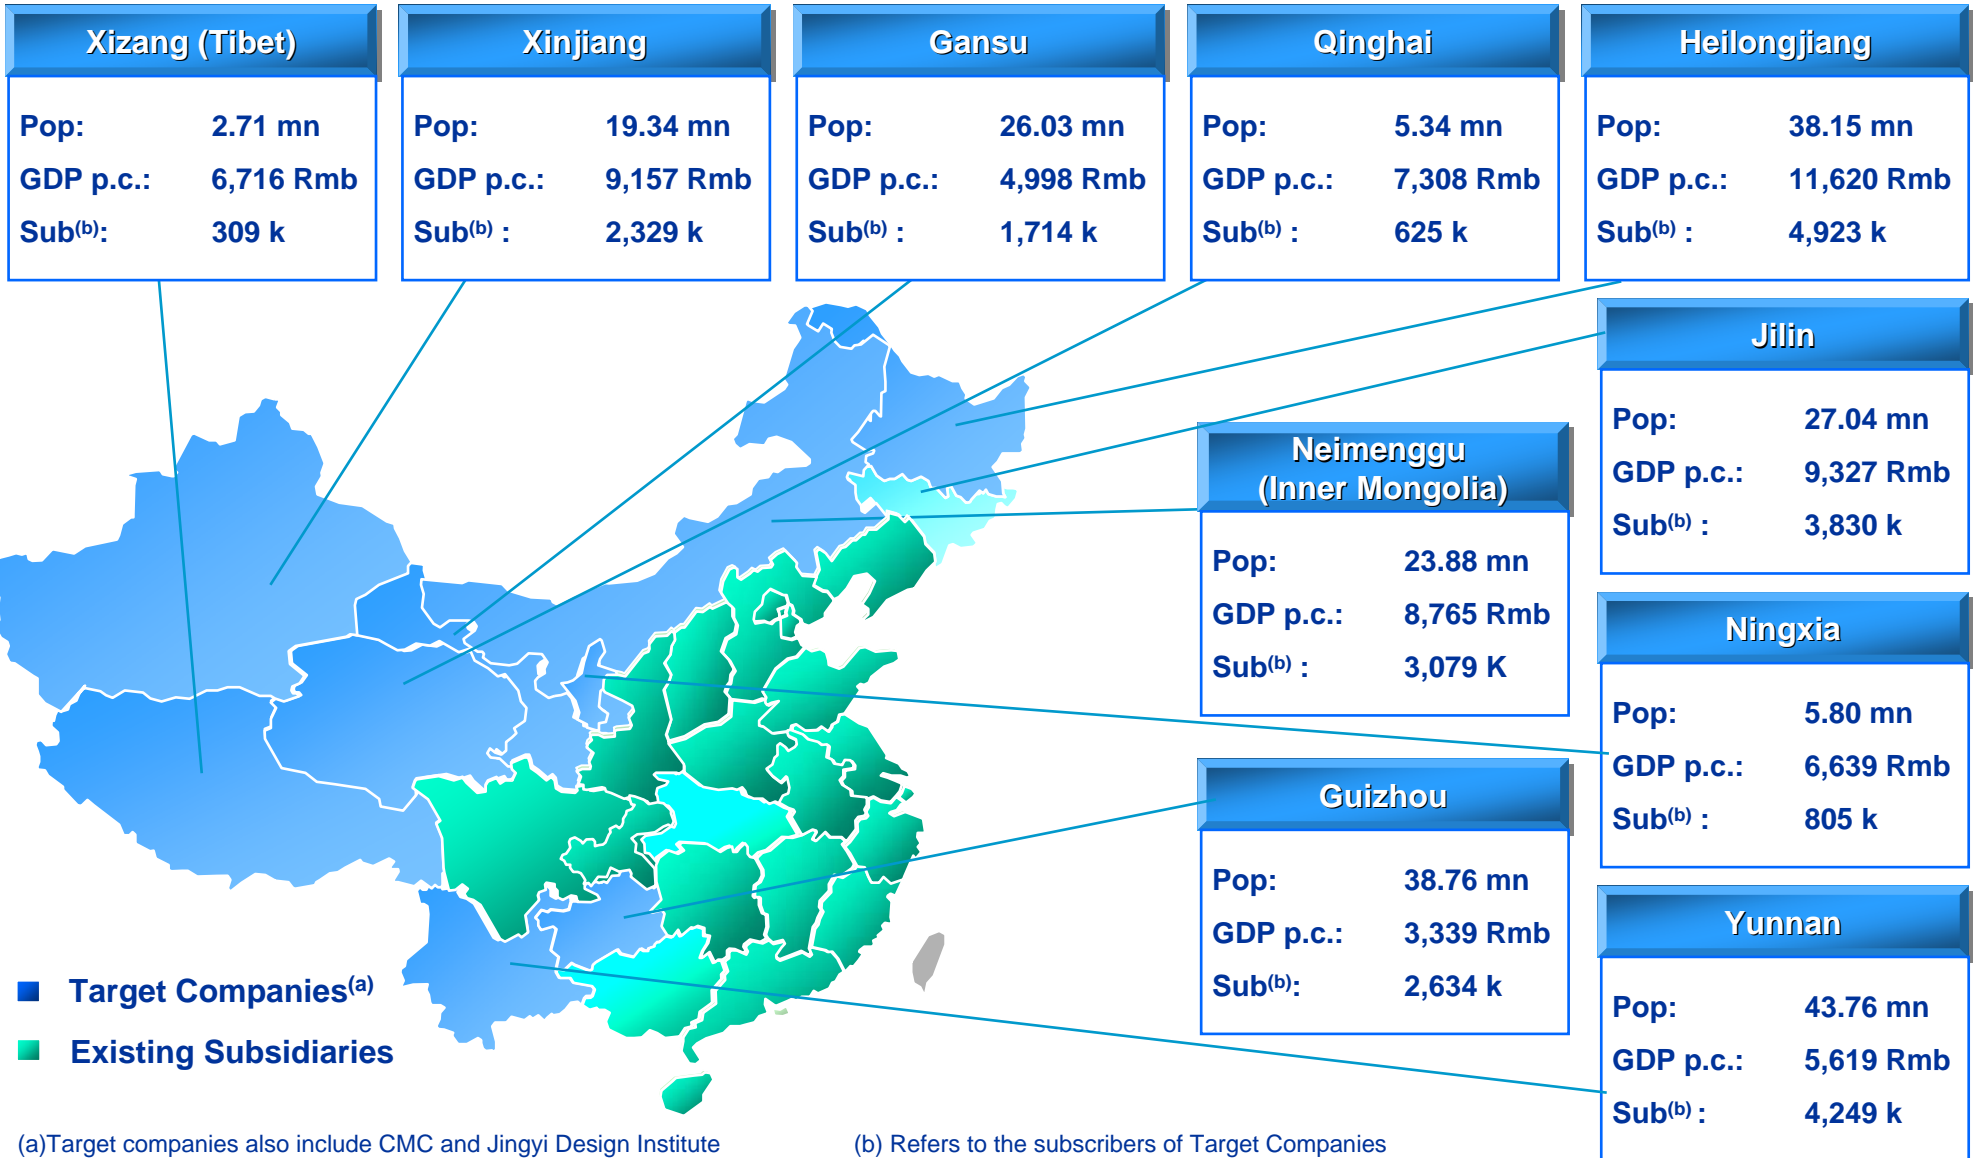 Xizang (Tibet)
Pop: 2.71 mn
GDP p.c.: 6,716 Rmb
Sub(b): 309 k
Xinjiang
Pop: 19.34 mn
GDP p.c.: 9,157 Rmb
Sub(b) : 2,329 k
Gansu
Pop: 26.03 mn
GDP p.c.: 4,998 Rmb
Sub(b) : 1,714 k
Qinghai
Pop: 5.34 mn
GDP p.c.: 7,308 Rmb
Sub(b) : 625 k
Heilongjiang
Pop: 38.15 mn
GDP p.c.: 11,620 Rmb
Sub(b) : 4,923 k
Jilin
Pop: 27.04 mn
GDP p.c.: 9,327 Rmb
Sub(b) : 3,830 k
Neimenggu
(Inner Mongolia)
Pop: 23.88 mn
GDP p.c.: 8,765 Rmb
Sub(b) : 3,079 K
Ningxia
Pop: 5.80 mn
GDP p.c.: 6,639 Rmb
Sub(b) : 805 k
Guizhou
Pop: 38.76 mn
GDP p.c.: 3,339 Rmb
Sub(b): 2,634 k
Yunnan
Pop: 43.76 mn
GDP p.c.: 5,619 Rmb
Sub(b) : 4,249 k
Target Companies(a)
Existing Subsidiaries
(a)Target companies also include CMC and Jingyi Design Institute
(b) Refers to the subscribers of Target Companies